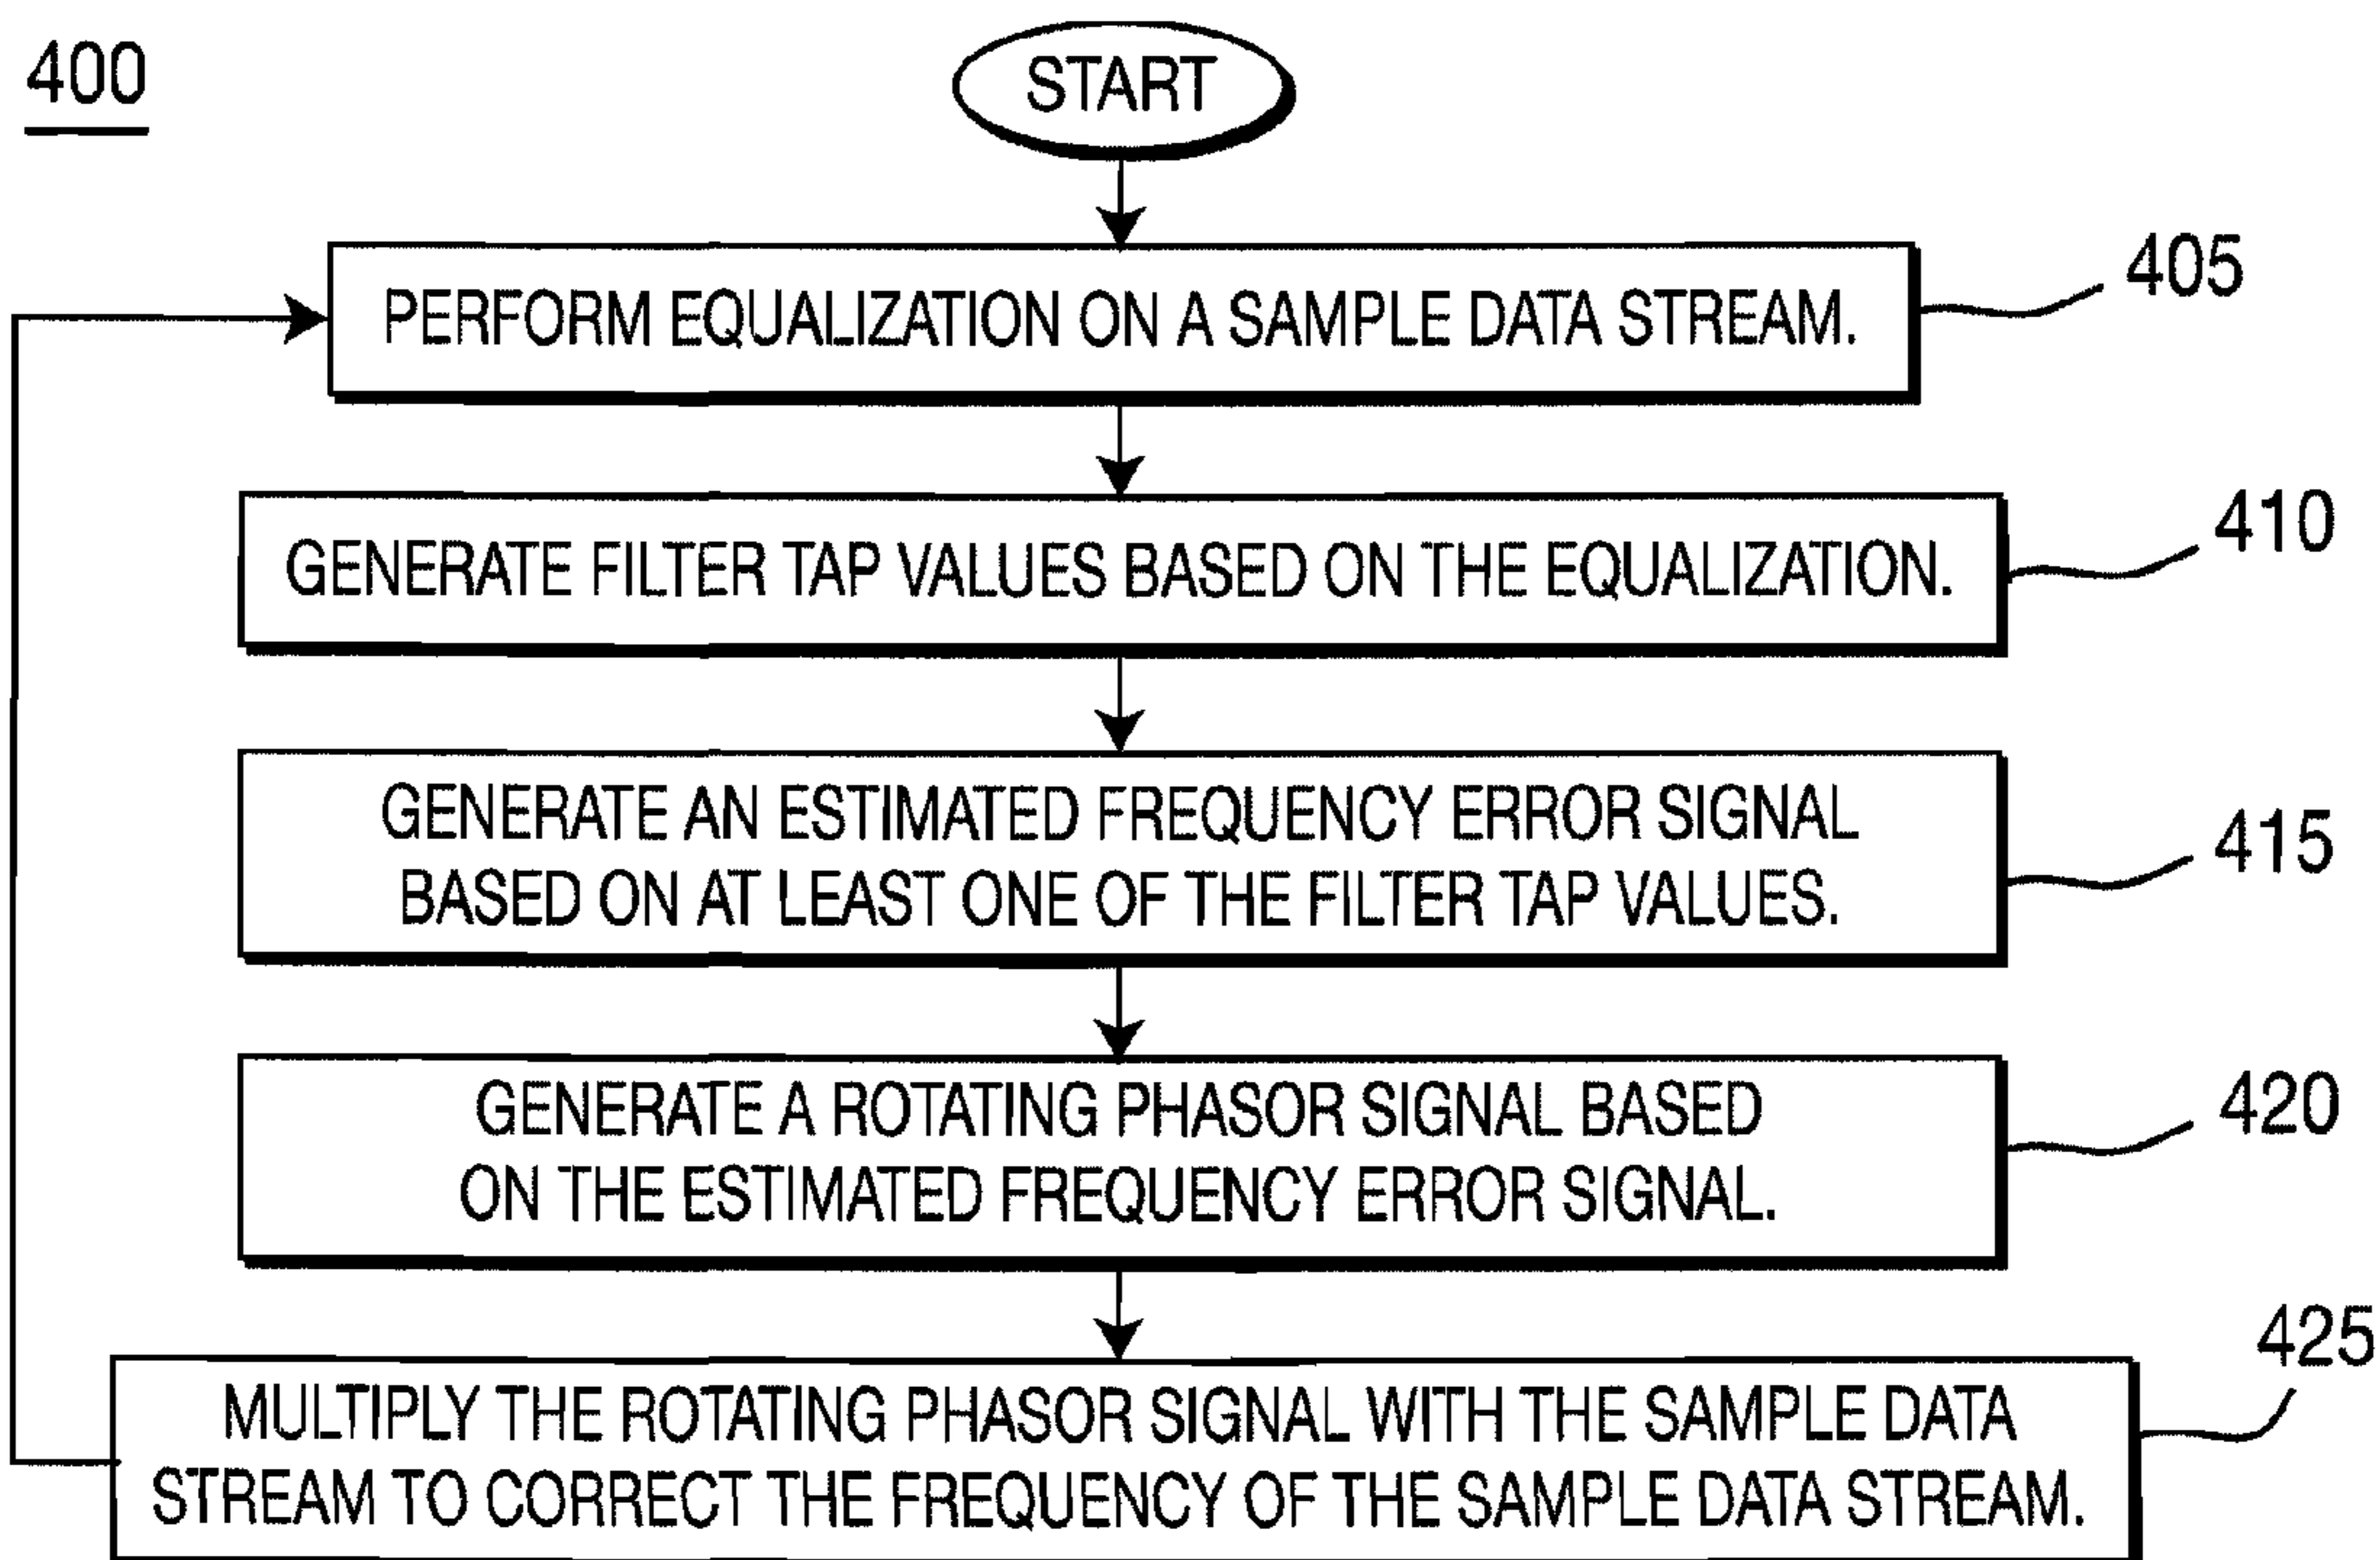 400
START
PERFORM EQUALIZATION ON A SAMPLE DATA STREAM.
405
GENERATE FILTER TAP VALUES BASED ON THE EQUALIZATION.
410
GENERATE AN ESTIMATED FREQUENCY ERROR SIGNAL
BASED ON AT LEAST ONE OF THE FILTER TAP VALUES.
415
GENERATE A ROTATING PHASOR SIGNAL BASED
ON THE ESTIMATED FREQUENCY ERROR SIGNAL.
420
MULTIPLY THE ROTATING PHASOR SIGNAL WITH THE SAMPLE DATA
STREAM TO CORRECT THE FREQUENCY OF THE SAMPLE DATA STREAM.
425